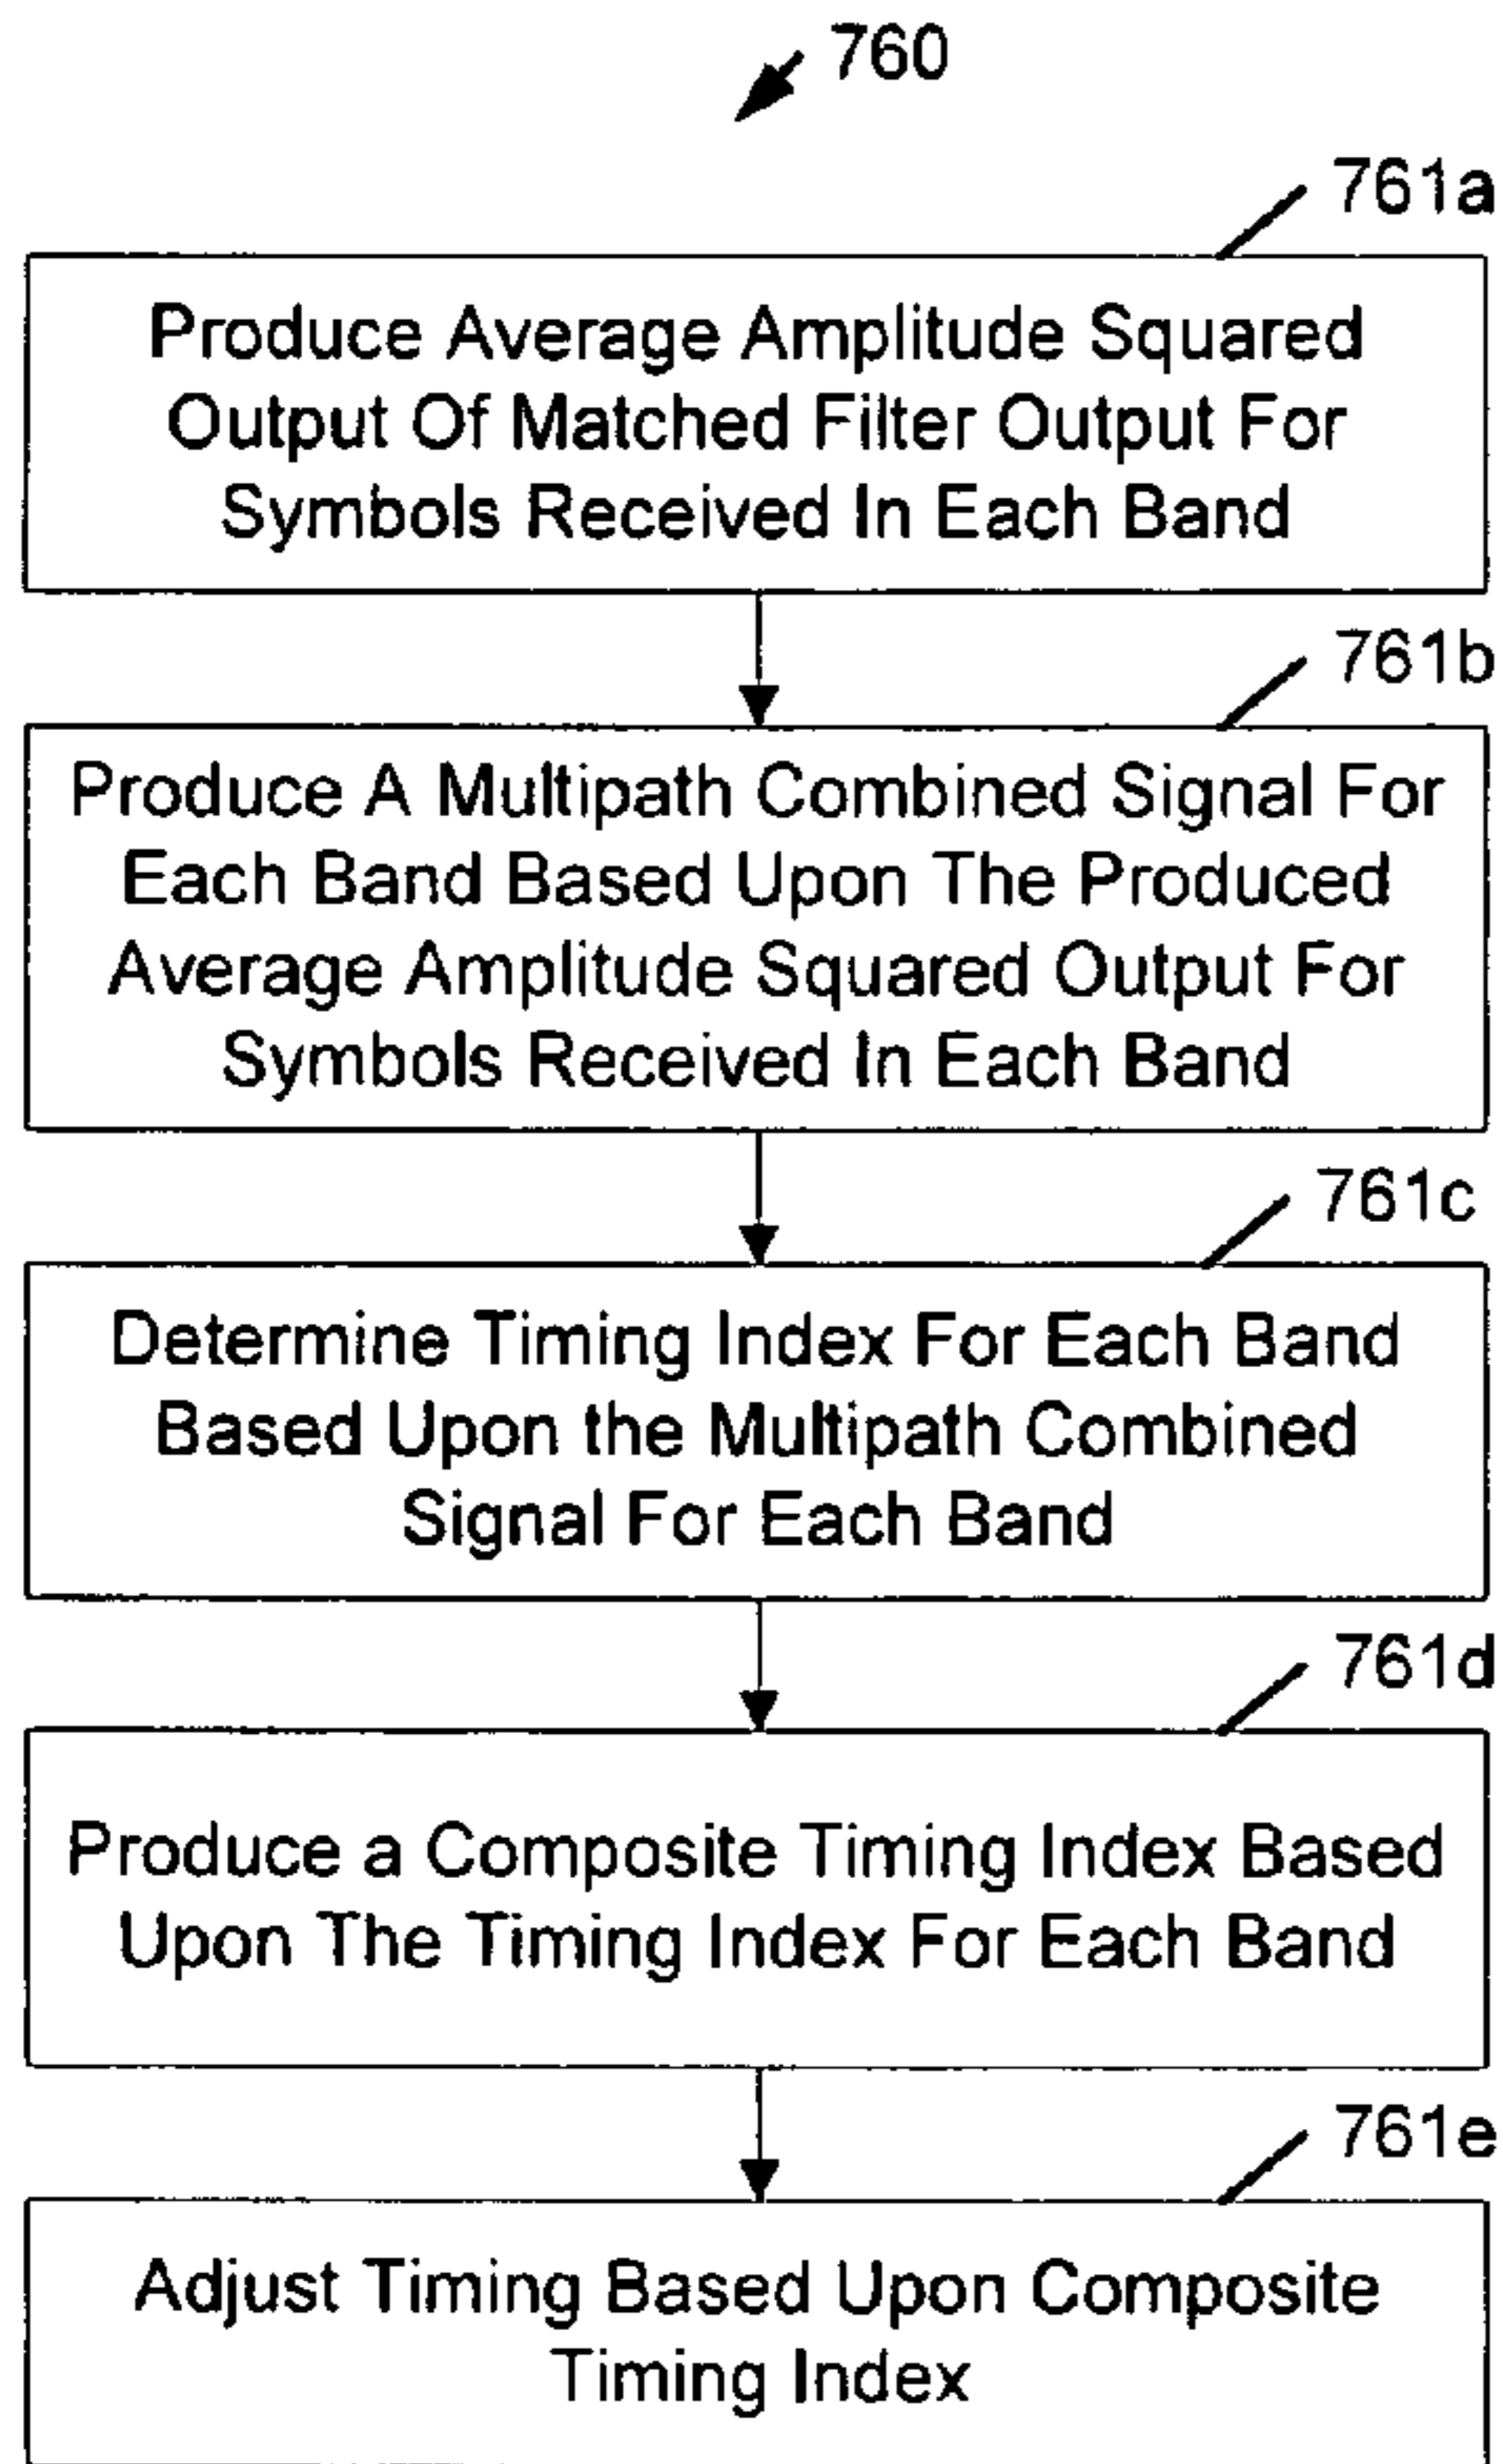 760
761a
Produce Average Amplitude Squared
Output Of Matched Filter Output For
Symbols Received In Each Band
761b
Produce A Multipath Combined Signal For
Each Band Based Upon The Produced
Average Amplitude Squared Output For
Symbols Received In Each Band
761c
Determine Timing Index For Each Band
Based Upon the Multipath Combined
Signal For Each Band
761d
Produce a Composite Timing Index Based
Upon The Timing Index For Each Band
761e
Adjust Timing Based Upon Composite
Timing Index